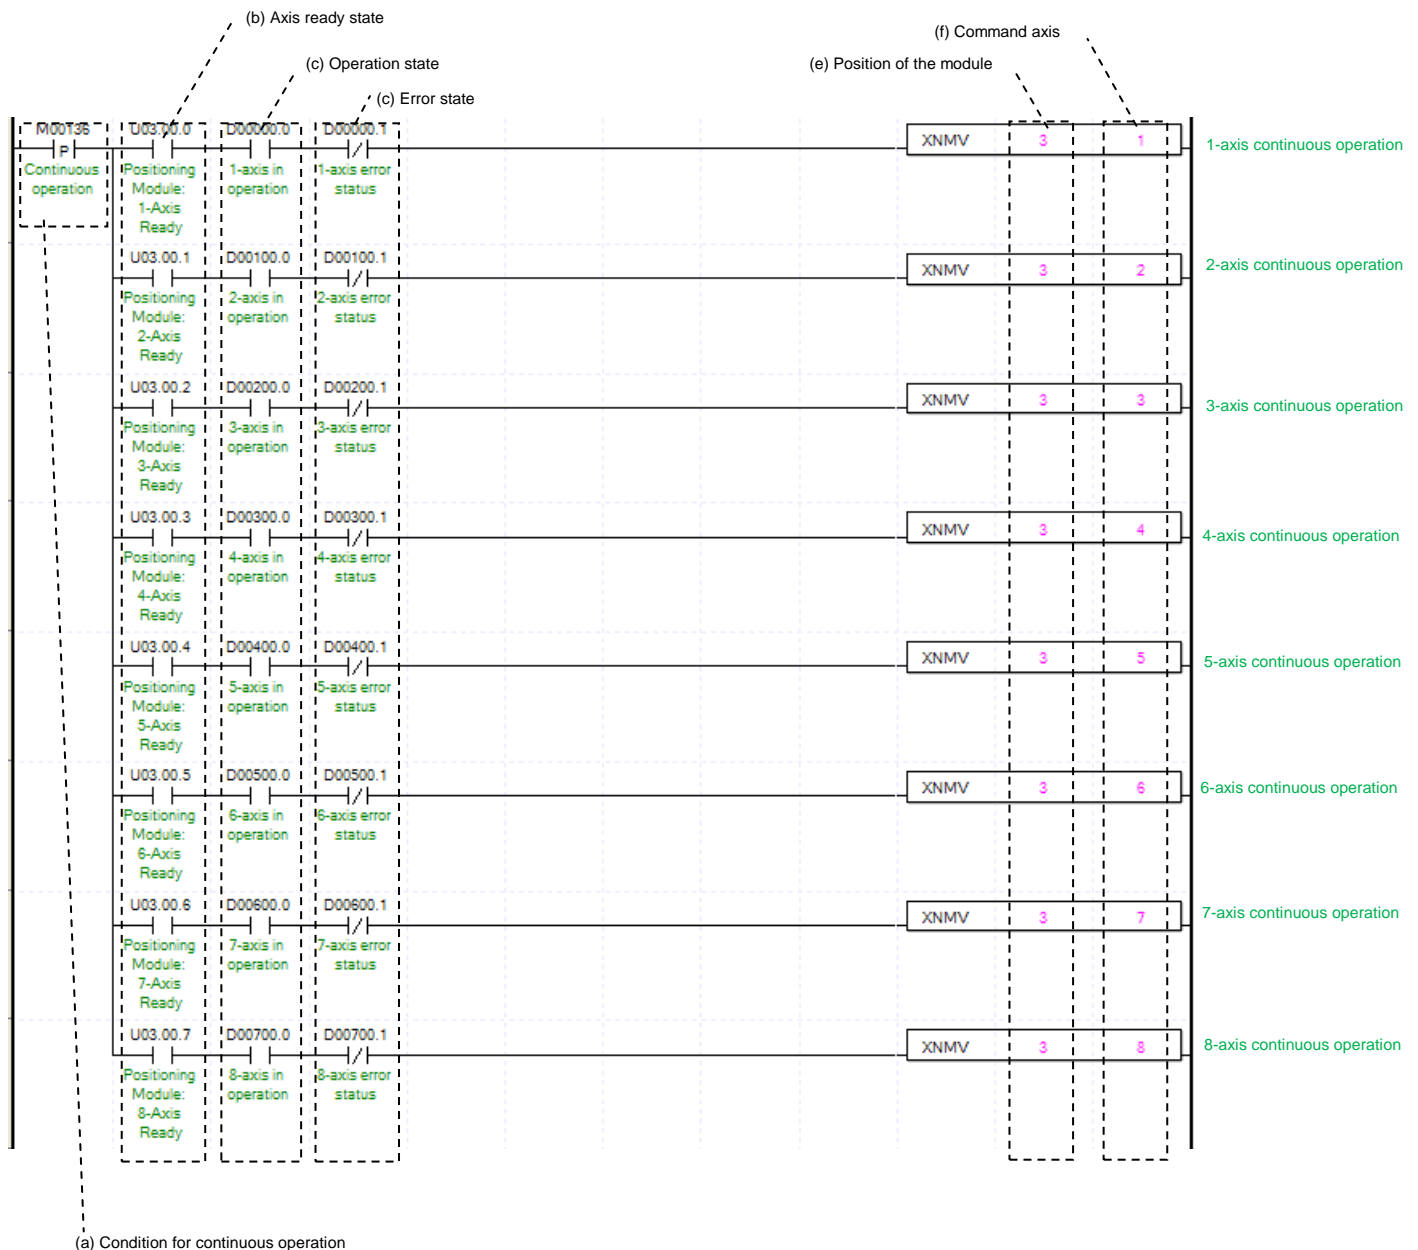 (b) Axis ready state
(f) Command axis
(c) Operation state
(e) Position of the module
(c) Error state
M00136 U03.00.0 D00000.0 D00000.1
P
XNMV 3 1
1-axis continuous operation
Continuous Positioning 1-axis in 1-axis error
operation Module: operation status
1-Axis
Ready
U03.00.1 D00100.0 D00100.1
XNMV 3 2
2-axis continuous operation
Positioning 2-axis in 2-axis error
Module: operation status
2-Axis
Ready
U03.00.2 D00200.0 D00200.1
XNMV 3 3
3-axis continuous operation
Positioning 3-axis in 3-axis error
Module: operation status
3-Axis
Ready
U03.00.3 D00300.0 D00300.1
XNMV 3 4
4-axis continuous operation
Positioning 4-axis in 4-axis error
Module: operation status
4-Axis
Ready
U03.00.4 D00400.0 D00400.1
XNMV 3 5
5-axis continuous operation
Positioning 5-axis in 5-axis error
Module: operation status
5-Axis
Ready
U03.00.5 D00500.0 D00500.1
XNMV 3 6
6-axis continuous operation
Positioning 6-axis in 6-axis error
Module: operation status
6-Axis
Ready
U03.00.6 D00600.0 D00600.1
XNMV 3 7
7-axis continuous operation
Positioning 7-axis in 7-axis error
Module: operation status
7-Axis
Ready
U03.00.7 D00700.0 D00700.1
XNMV 3 8
8-axis continuous operation
Positioning 8-axis in 8-axis error
Module: operation status
8-Axis
Ready
(a) Condition for continuous operation